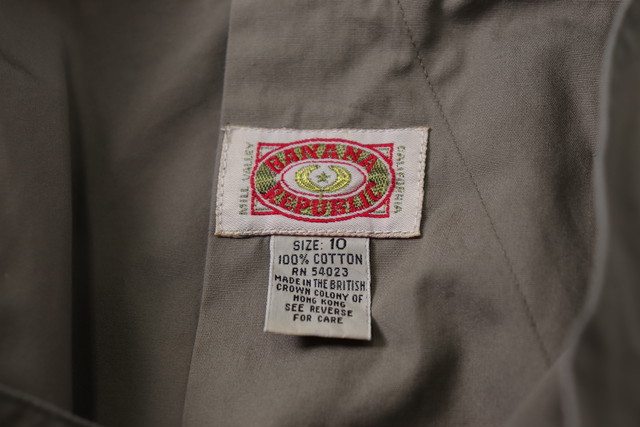 BANANA
REPUBLIC
MILL VALLEY
CALIFORNIA
SIZE: 10
100% COTTON
RN 54023
MADE IN THE BRITISH
CROWN COLONY OF
HONG KONG
SEE REVERSE
FOR CARE